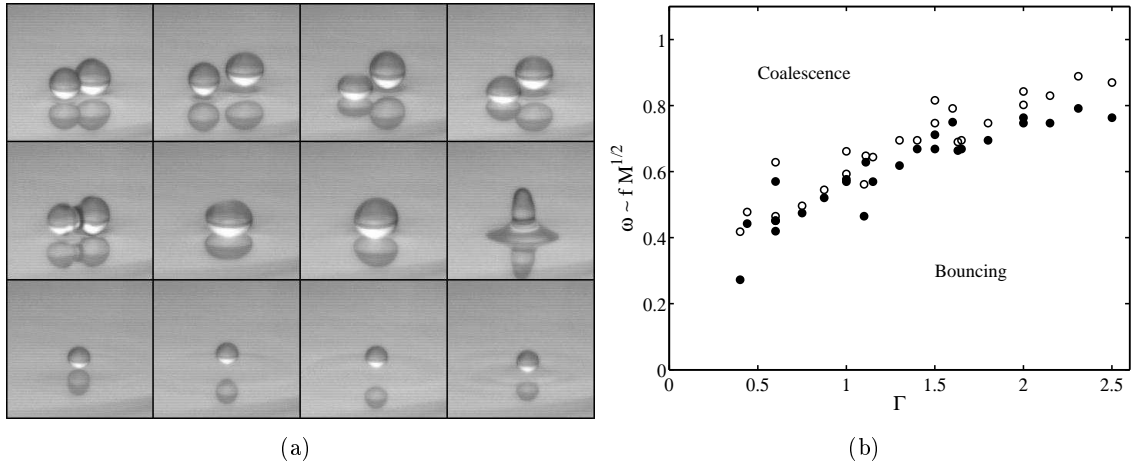 Coalescence
Bouncing
ω ~ f M^{1/2}
1
0.8
0.6
0.4
0.2
0
0 0.5 1 1.5 2 2.5
Γ
(a)
(b)